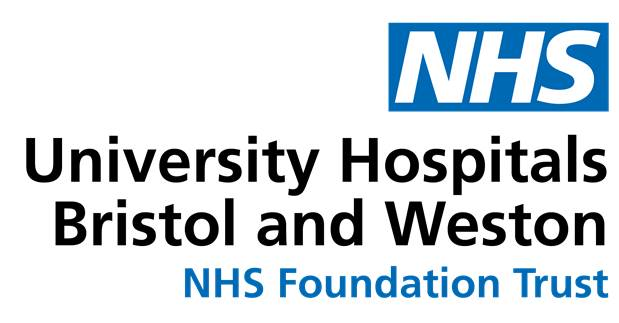 NHS
University Hospitals
Bristol and Weston
NHS Foundation Trust